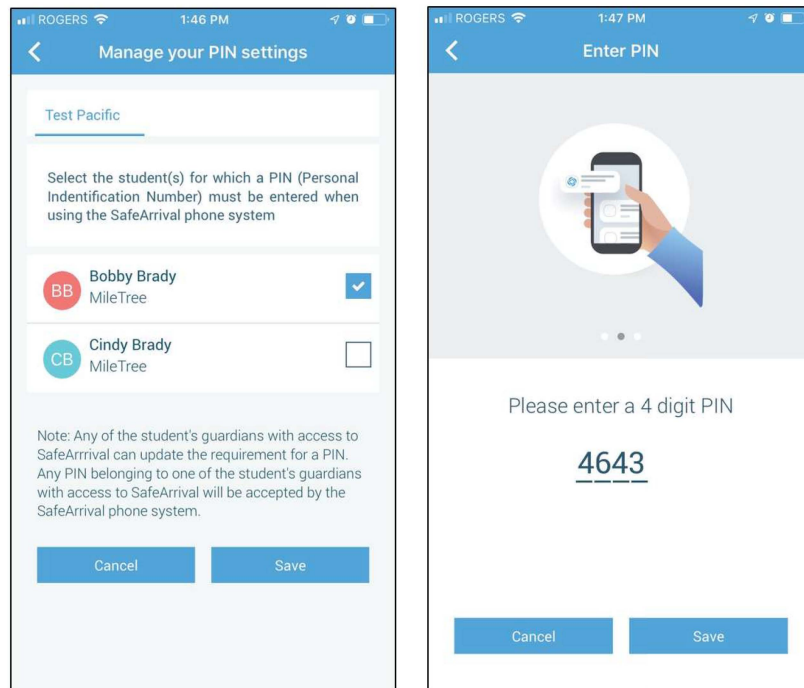 ROGERS 1:46 PM
Manage your PIN settings
Test Pacific
Select the student(s) for which a PIN (Personal
Indentification Number) must be entered when
using the SafeArrival phone system
BB Bobby Brady
MileTree
CB Cindy Brady
MileTree
Note: Any of the student's guardians with access to
SafeArrrival can update the requirement for a PIN.
Any PIN belonging to one of the student's guardians
with access to SafeArrival will be accepted by the
SafeArrival phone system.
Cancel Save
ROGERS 1:47 PM
Enter PIN
Please enter a 4 digit PIN
4643
Cancel Save